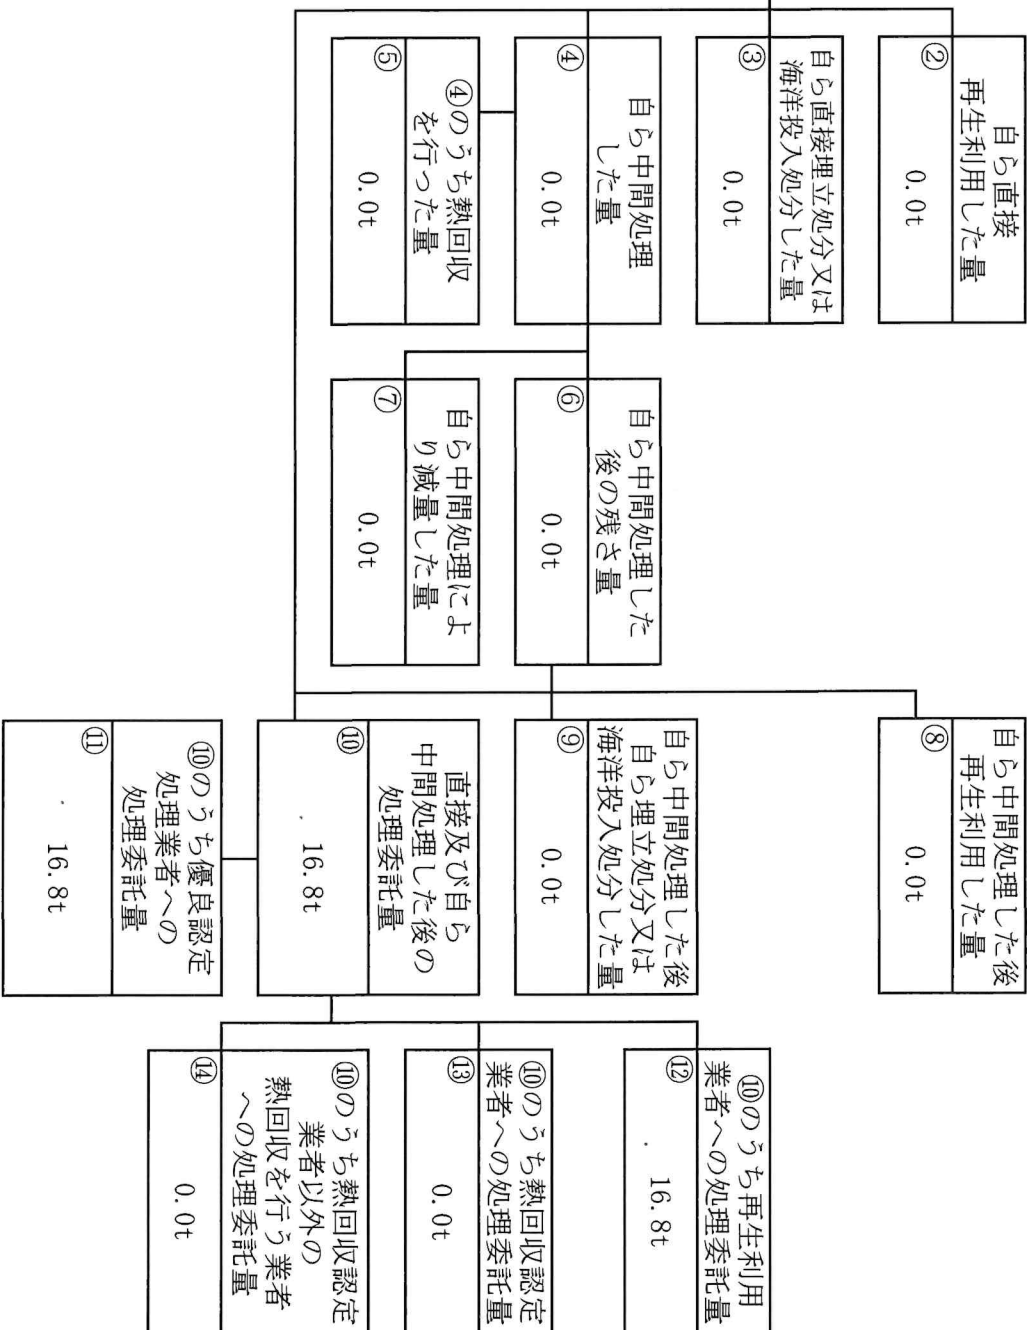 自ら直接
再生利用した量
②
0.0t
自ら直接埋立処分又は
海洋投入処分した量
③
0.0t
自ら中間処理
した量
④
0.0t
④のうち熱回収
を行った量
⑤
0.0t
自ら中間処理した
後の残さ量
⑥
0.0t
自ら中間処理によ
り減量した量
⑦
0.0t
自ら中間処理した後
再生利用した量
⑧
0.0t
自ら中間処理した後
自ら埋立処分又は
海洋投入処分した量
⑨
0.0t
直接及び自ら
中間処理した後の
処理委託量
⑩
16.8t
⑩のうち優良認定
処理業者への
処理委託量
⑪
16.8t
⑩のうち再生利用
業者への処理委託量
⑫
16.8t
⑩のうち熱回収認定
業者への処理委託量
⑬
0.0t
⑩のうち熱回収認定
業者以外の
熱回収を行う業者
への処理委託量
⑭
0.0t